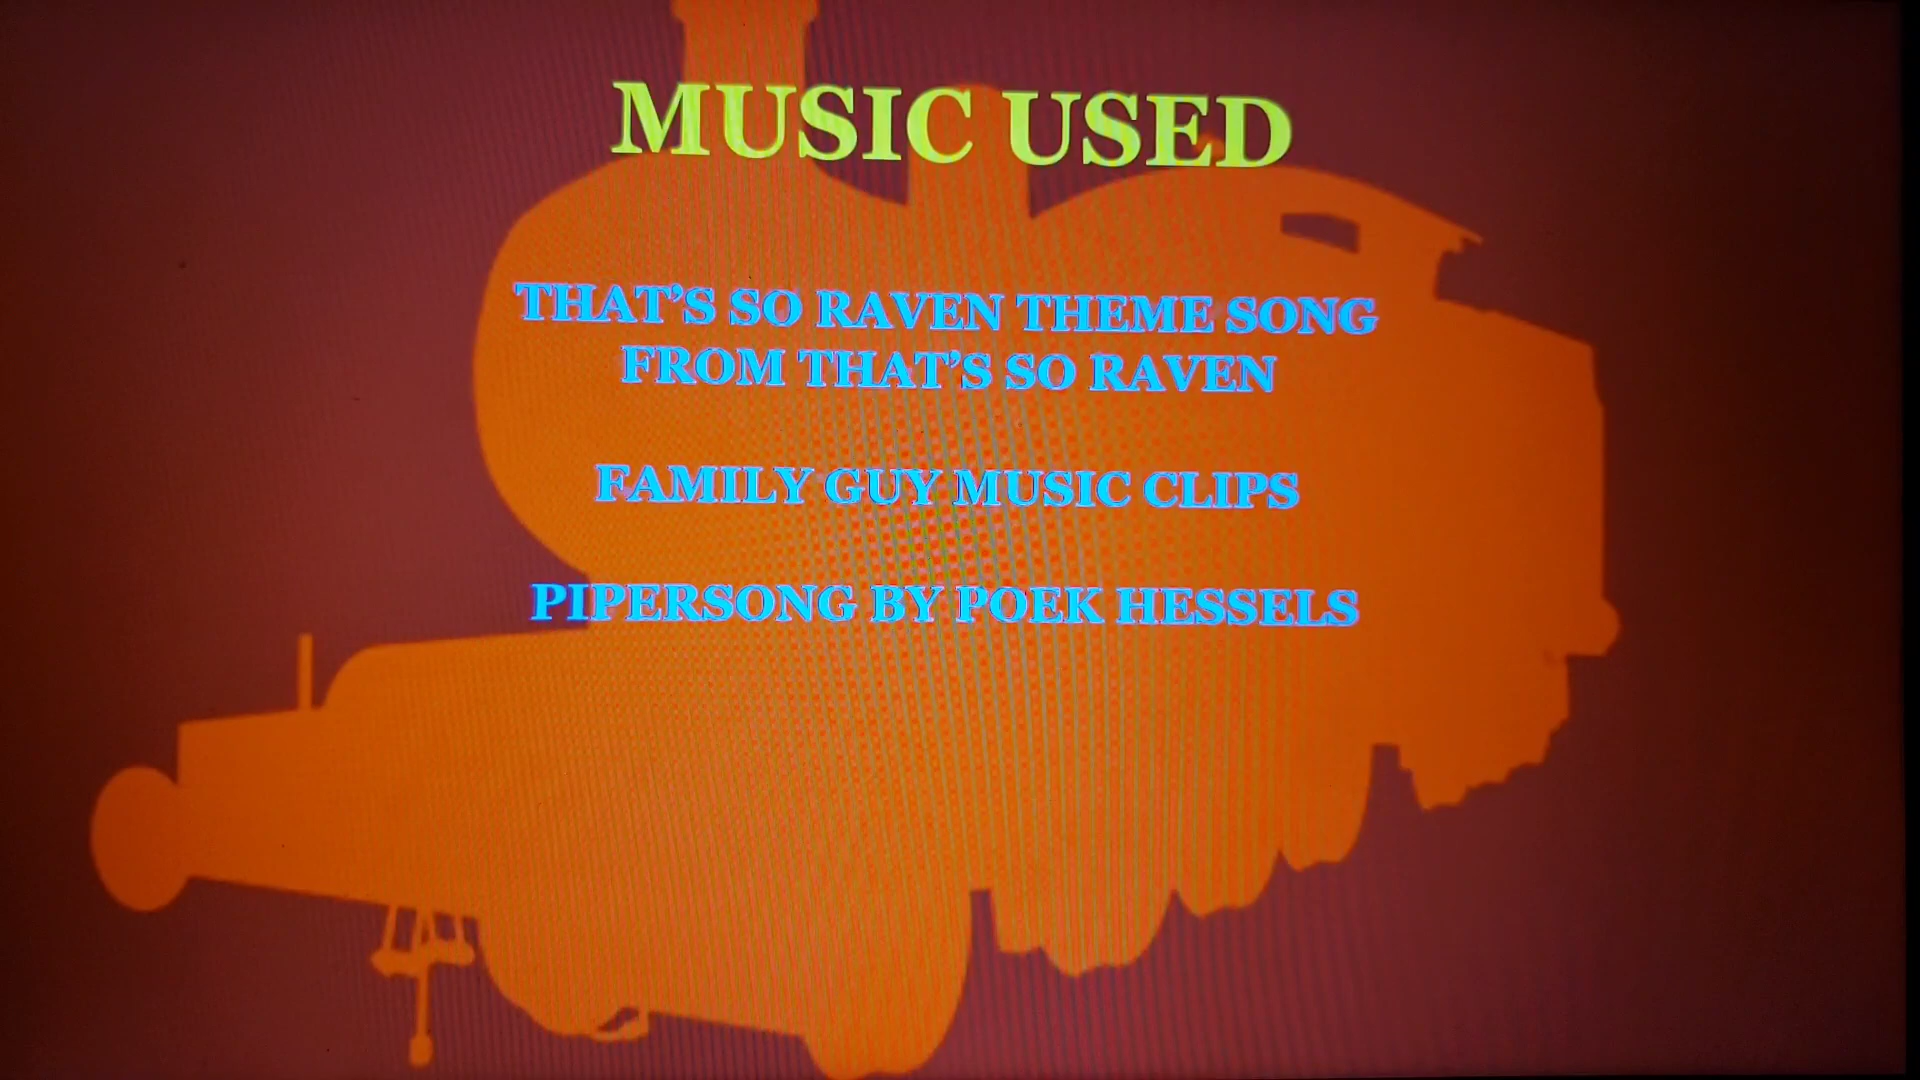 MUSIC USED
THAT'S SO RAVEN THEME SONG
FROM THAT'S SO RAVEN
FAMILY GUY MUSIC CLIPS
PIPERSONG BY POEK HESSELS